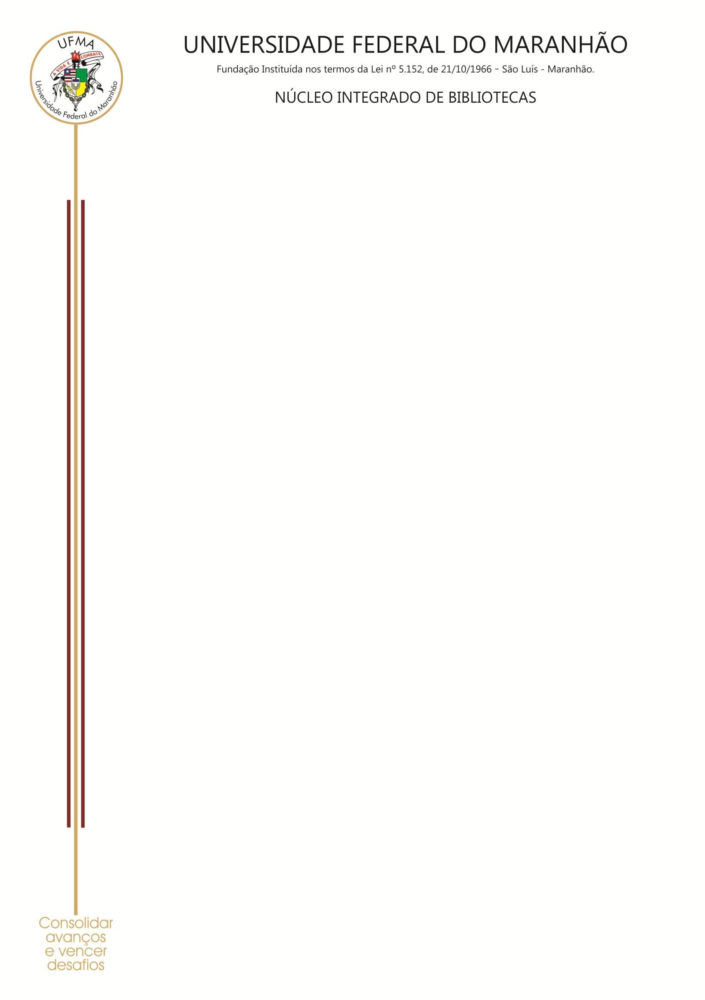 UFMA
A VIDA É COMBATE
Universidade Federal do Maranhão
UNIVERSIDADE FEDERAL DO MARANHÃO
Fundação Instituída nos termos da Lei nº 5.152, de 21/10/1966 – São Luís - Maranhão.
NÚCLEO INTEGRADO DE BIBLIOTECAS
Consolidar
avanços
e vencer
desafios